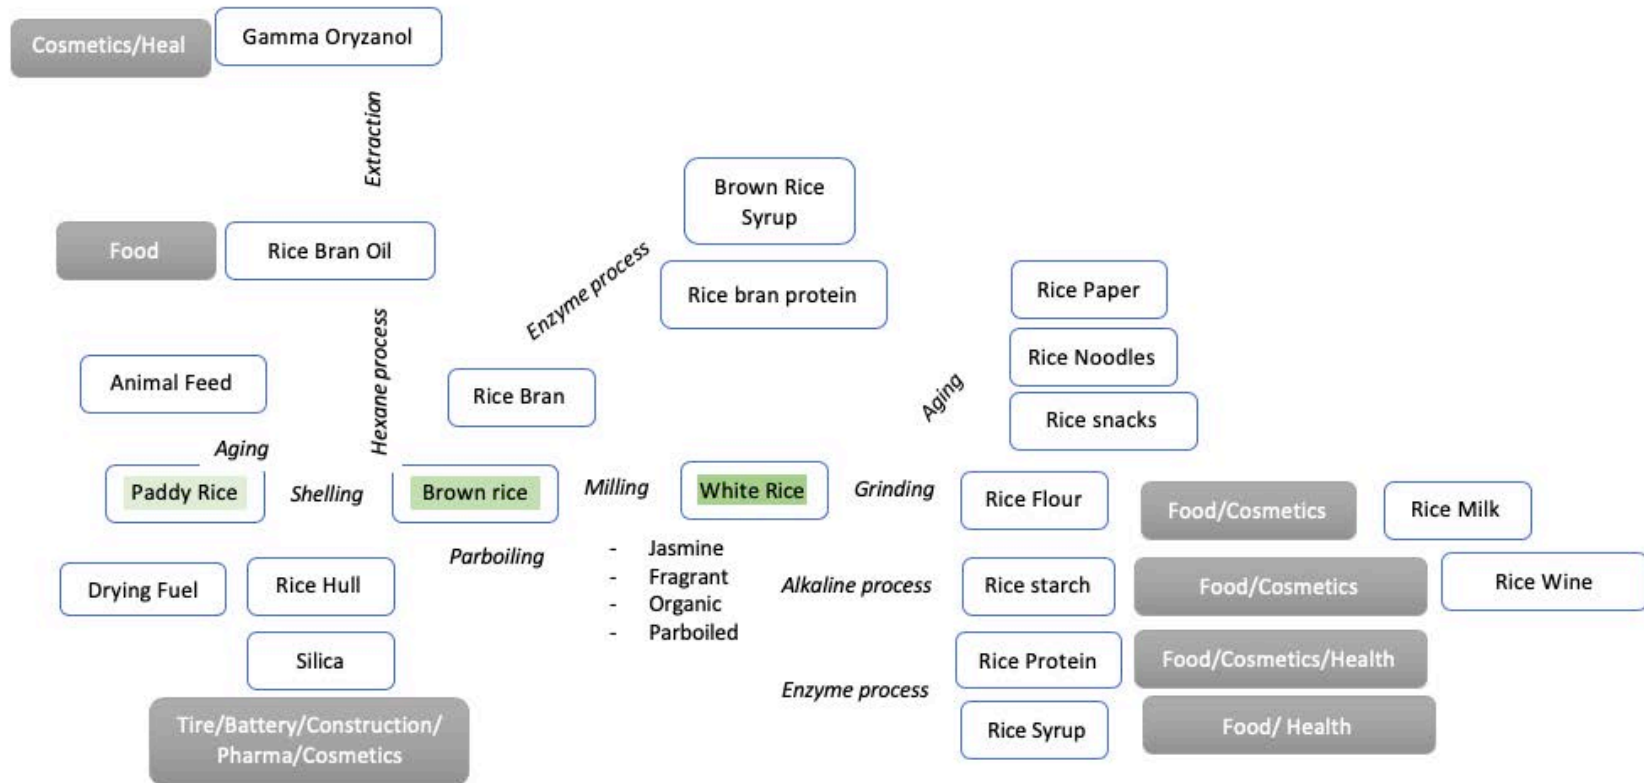 Cosmetics/Heal
Gamma Oryzanol
Extraction
Brown Rice
Syrup
Food
Rice Bran Oil
Enzyme process
Rice bran protein
Rice Paper
Hexane process
Rice Noodles
Animal Feed
Rice Bran
Aging
Rice snacks
Aging
Paddy Rice
Shelling
Brown rice
Milling
White Rice
Grinding
Rice Flour
Food/Cosmetics
Rice Milk
Parboiling
- Jasmine
- Fragrant
- Organic
- Parboiled
Drying Fuel
Rice Hull
Alkaline process
Rice starch
Food/Cosmetics
Rice Wine
Silica
Rice Protein
Food/Cosmetics/Health
Enzyme process
Tire/Battery/Construction/
Pharma/Cosmetics
Rice Syrup
Food/ Health